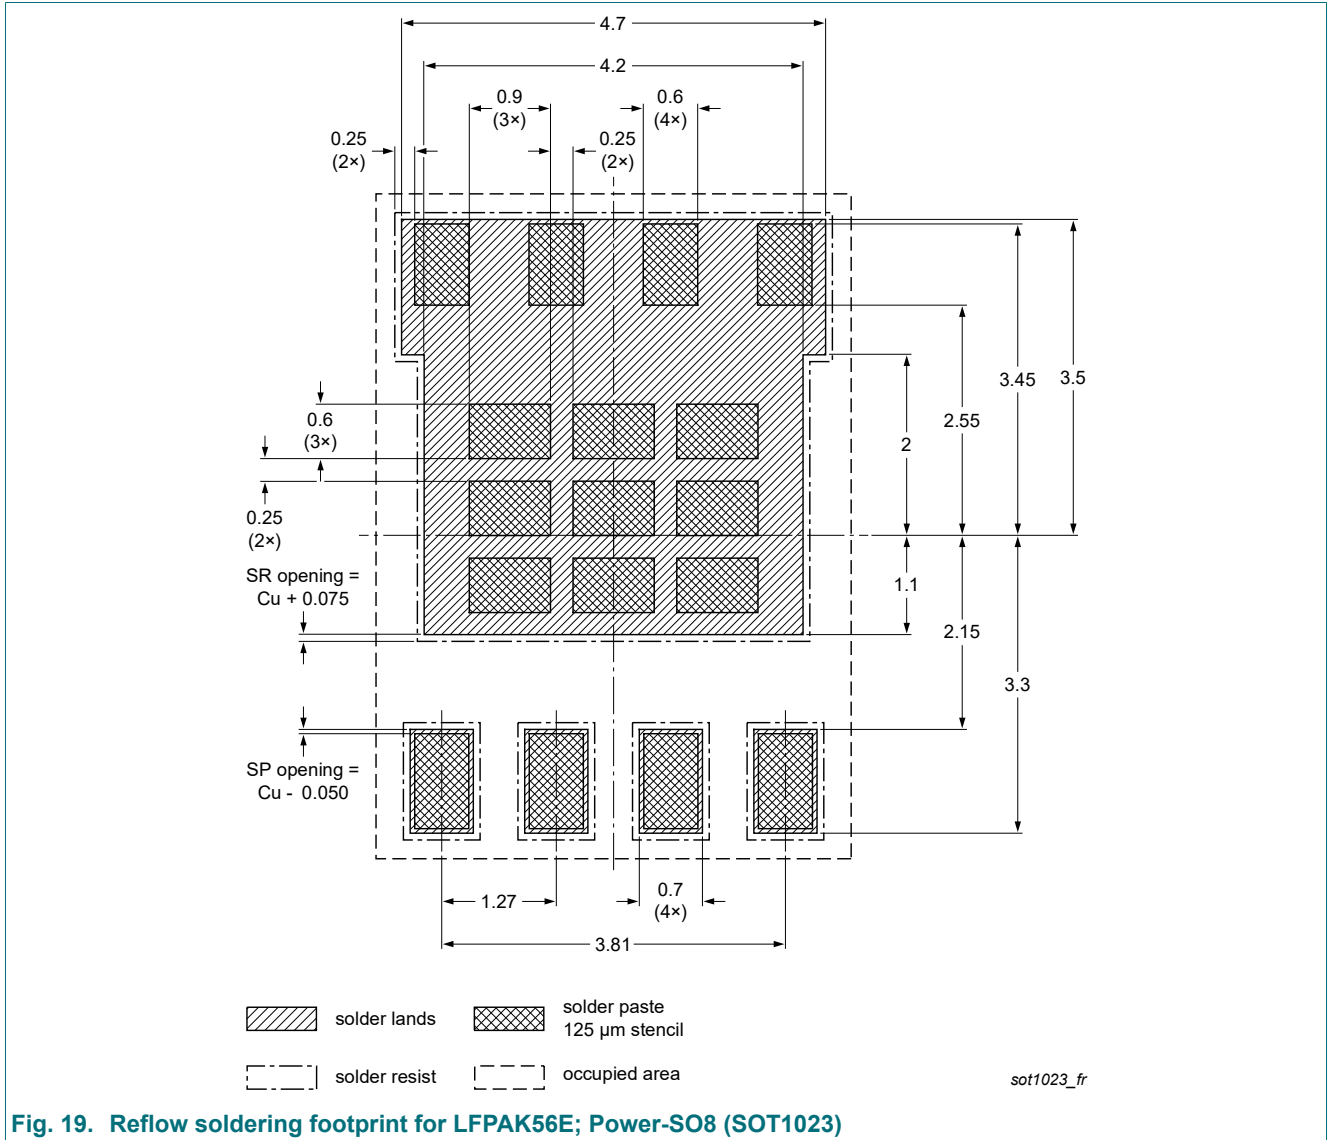 4.7
4.2
0.9
(3×)
0.6
(4×)
0.25
(2×)
0.25
(2×)
3.45
3.5
2.55
2
0.6
(3×)
0.25
(2×)
SR opening =
Cu + 0.075
1.1
2.15
3.3
SP opening =
Cu - 0.050
1.27
0.7
(4×)
3.81
solder lands
solder paste
125 µm stencil
solder resist
occupied area
sot1023_fr
Fig. 19. Reflow soldering footprint for LFPAK56E; Power-SO8 (SOT1023)